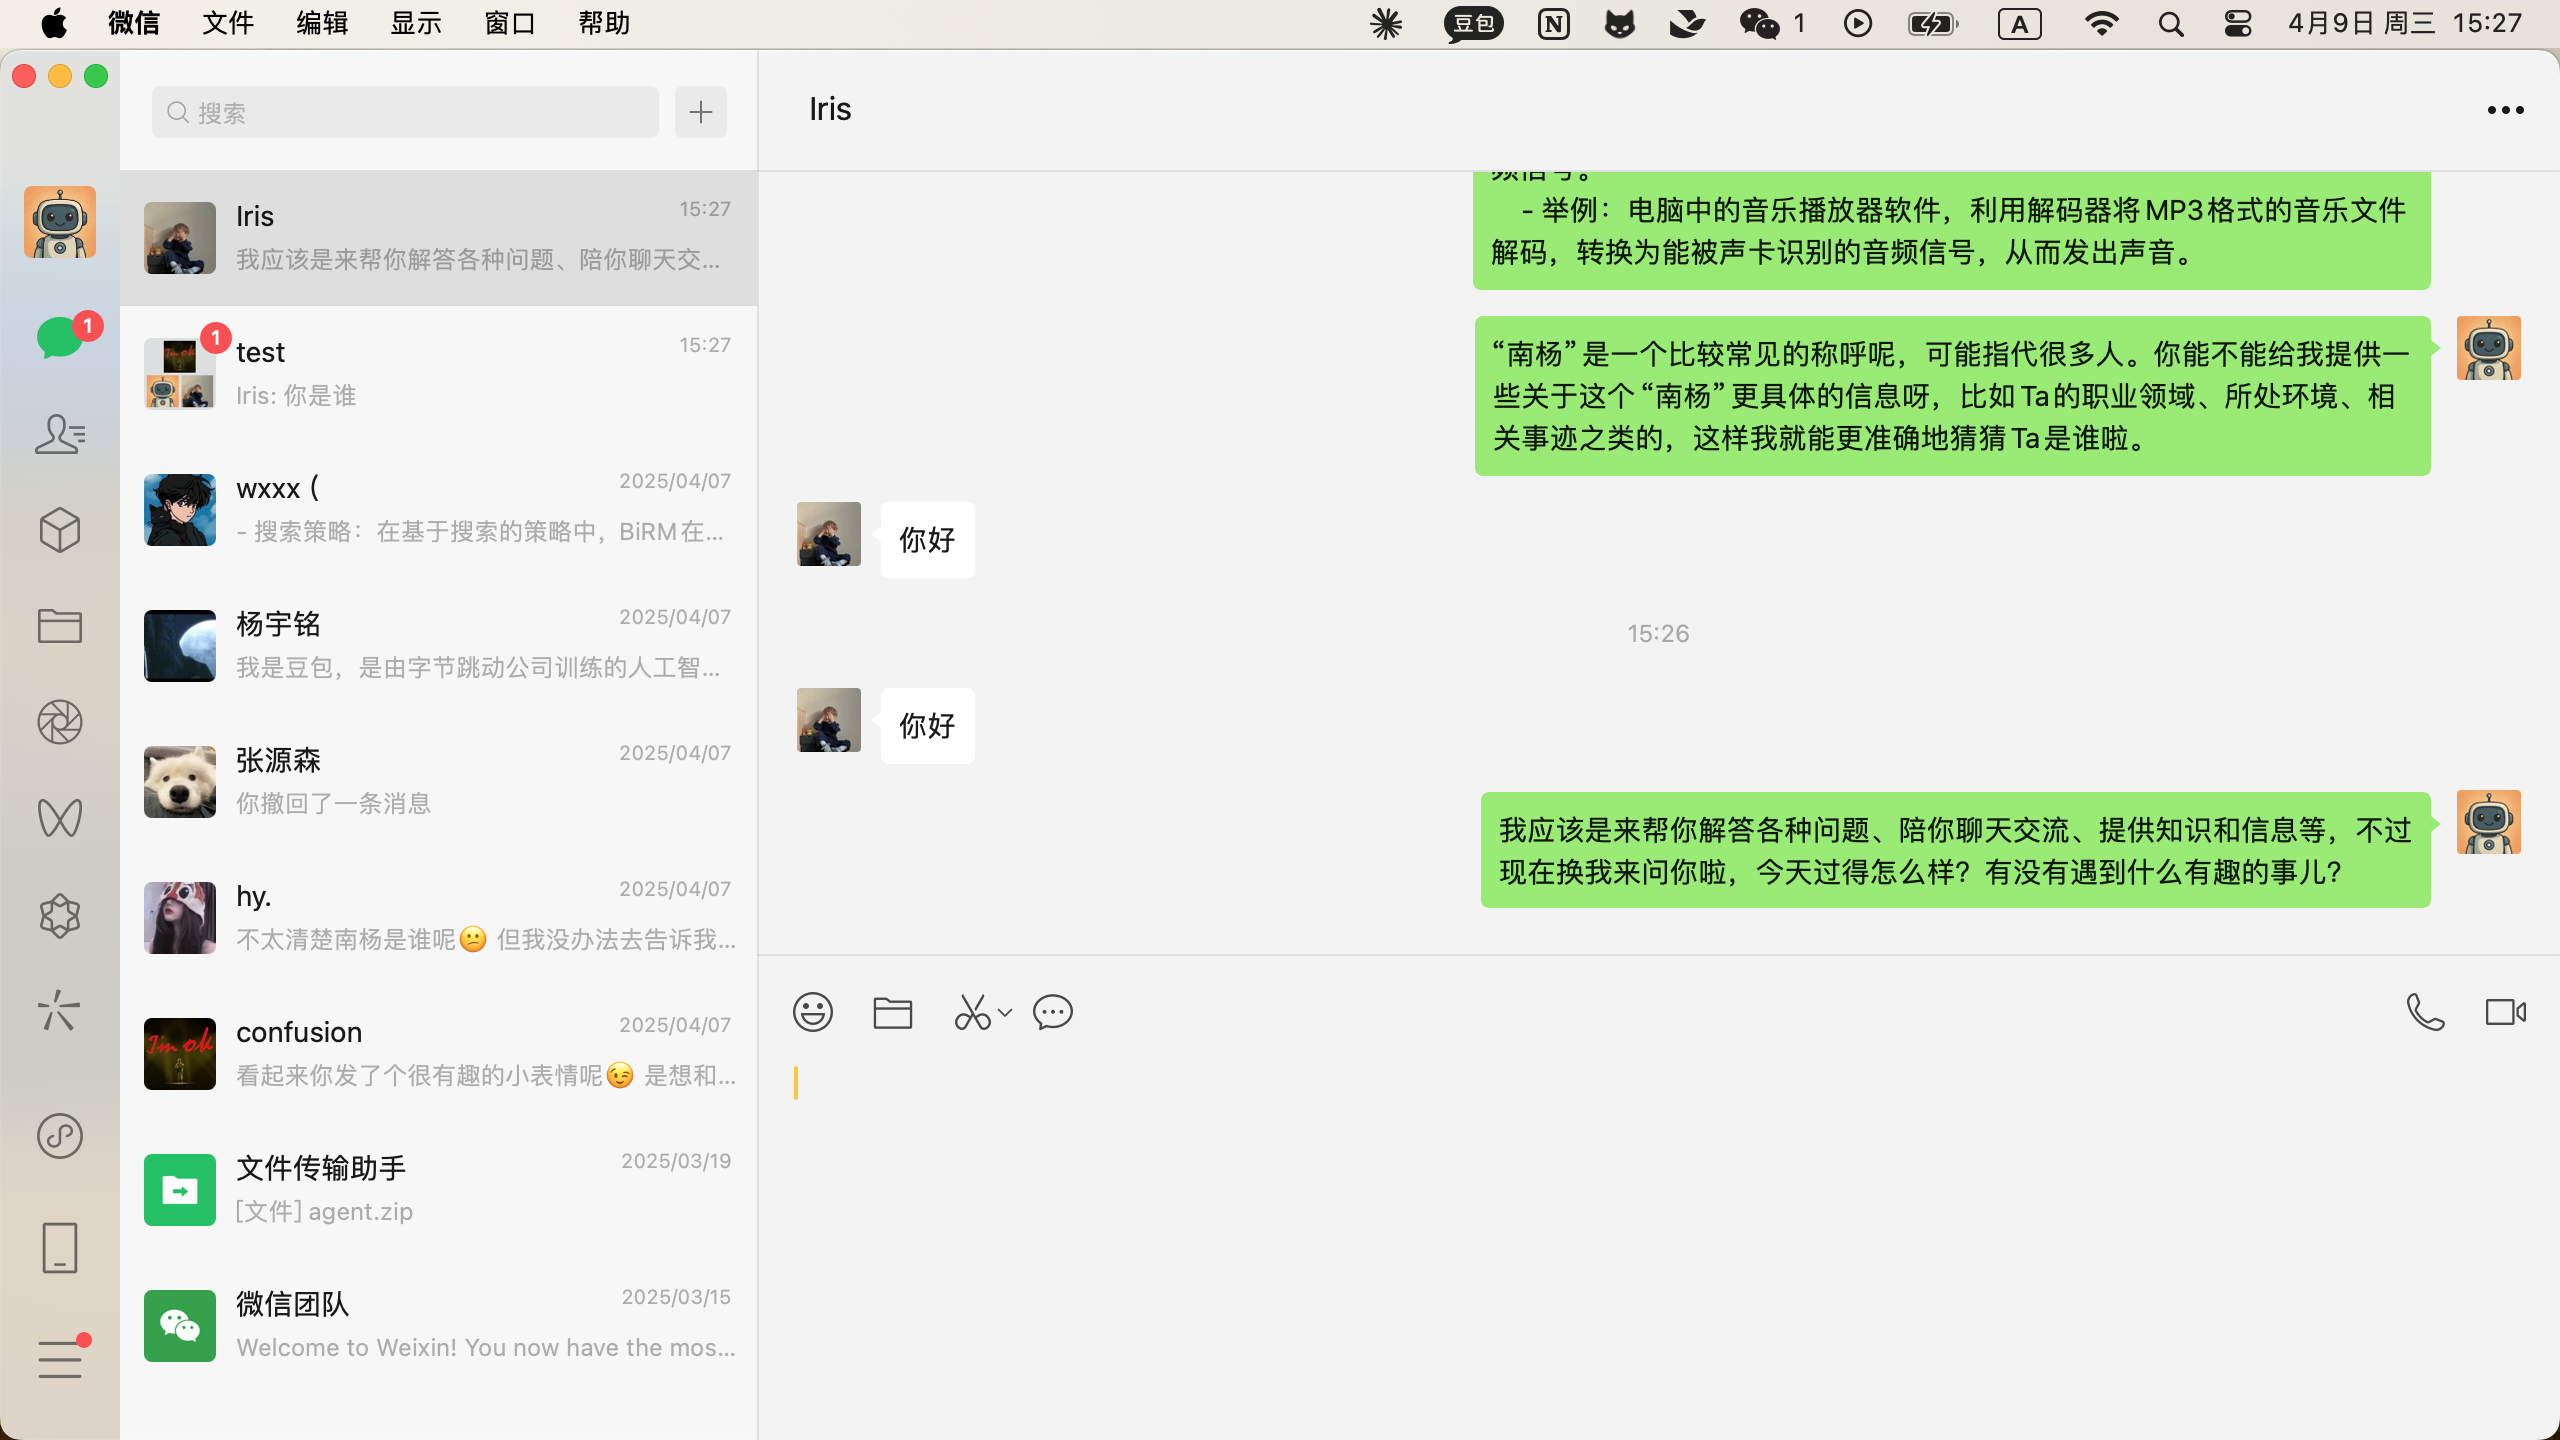 微信 文件 编辑 显示 窗口 帮助 豆包 N 1 A 4月9日 周三 15:27
搜索
1
Iris 15:27
我应该是来帮你解答各种问题、陪你聊天交...
1
test 15:27
Iris: 你是谁
wxxx ( 2025/04/07
- 搜索策略：在基于搜索的策略中，BiRM在...
杨宇铭 2025/04/07
我是豆包，是由字节跳动公司训练的人工智...
张源森 2025/04/07
你撤回了一条消息
hy. 2025/04/07
不太清楚南杨是谁呢😕 但我没办法去告诉我...
I'm ok
confusion 2025/04/07
看起来你发了个很有趣的小表情呢😉 是想和...
文件传输助手 2025/03/19
[文件] agent.zip
微信团队 2025/03/15
Welcome to Weixin! You now have the mos...
Iris
频信号。
- 举例：电脑中的音乐播放器软件，利用解码器将MP3格式的音乐文件
解码，转换为能被声卡识别的音频信号，从而发出声音。
“南杨”是一个比较常见的称呼呢，可能指代很多人。你能不能给我提供一
些关于这个“南杨”更具体的信息呀，比如Ta的职业领域、所处环境、相
关事迹之类的，这样我就能更准确地猜猜Ta是谁啦。
你好
15:26
你好
我应该是来帮你解答各种问题、陪你聊天交流、提供知识和信息等，不过
现在换我来问你啦，今天过得怎么样？有没有遇到什么有趣的事儿？